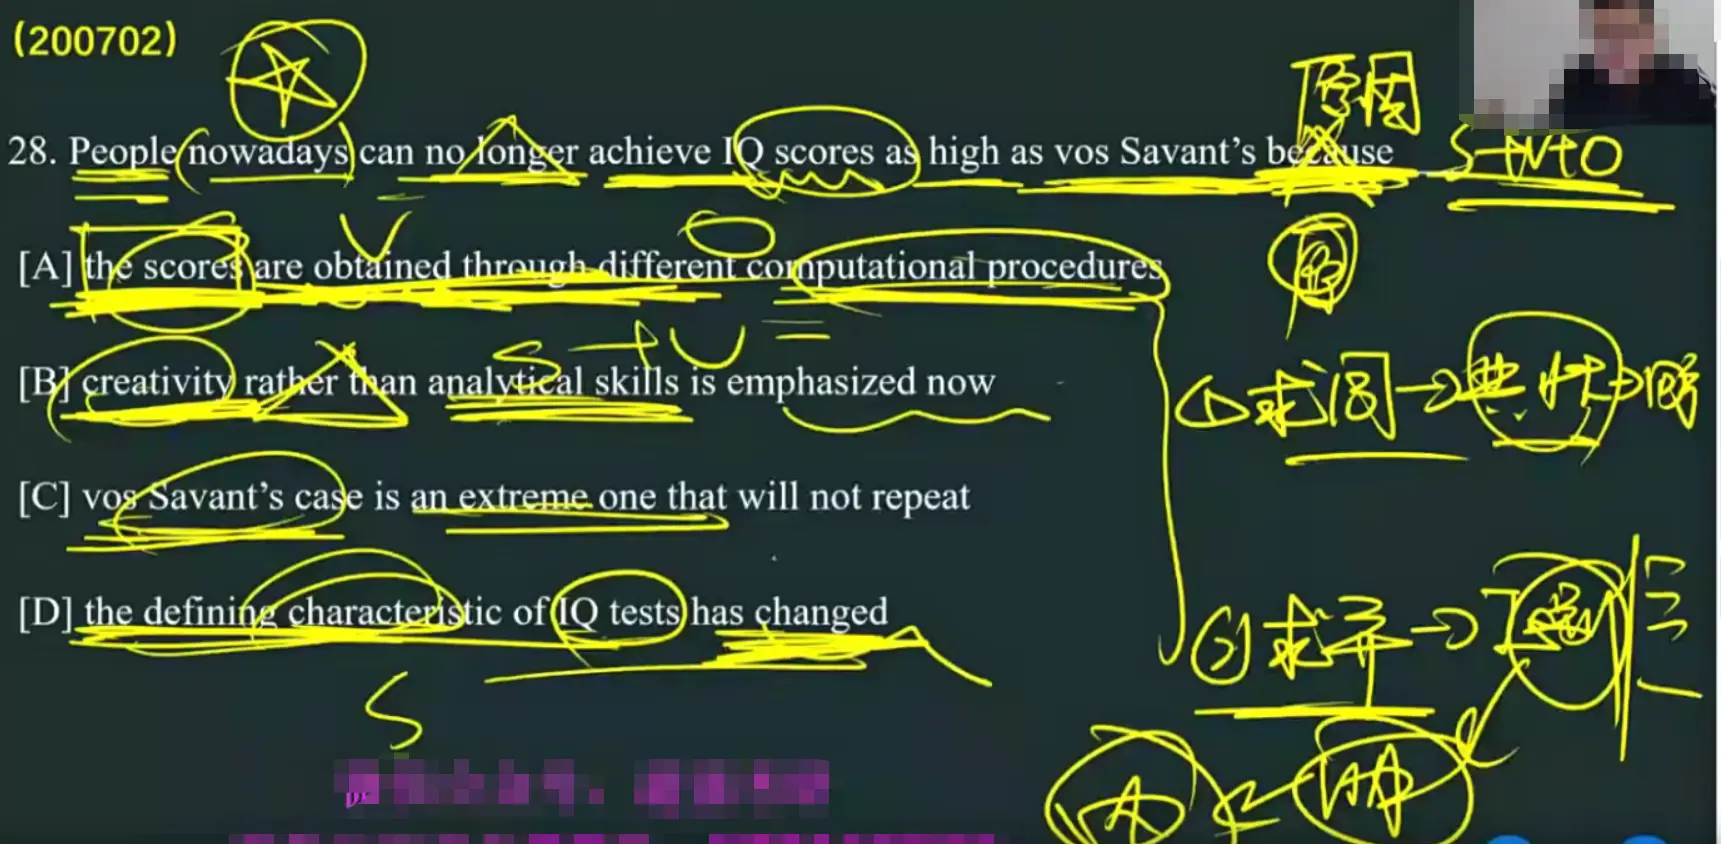 (200702)
28. People nowadays can no longer achieve IQ scores as high as vos Savant's because
S+V+O
[A] the scores are obtained through different computational procedures
S+V
[B] creativity rather than analytical skills is emphasized now
① 求同→共性→
[C] vos Savant's case is an extreme one that will not repeat
[D] the defining characteristic of IQ tests has changed
② 求异→
S
A